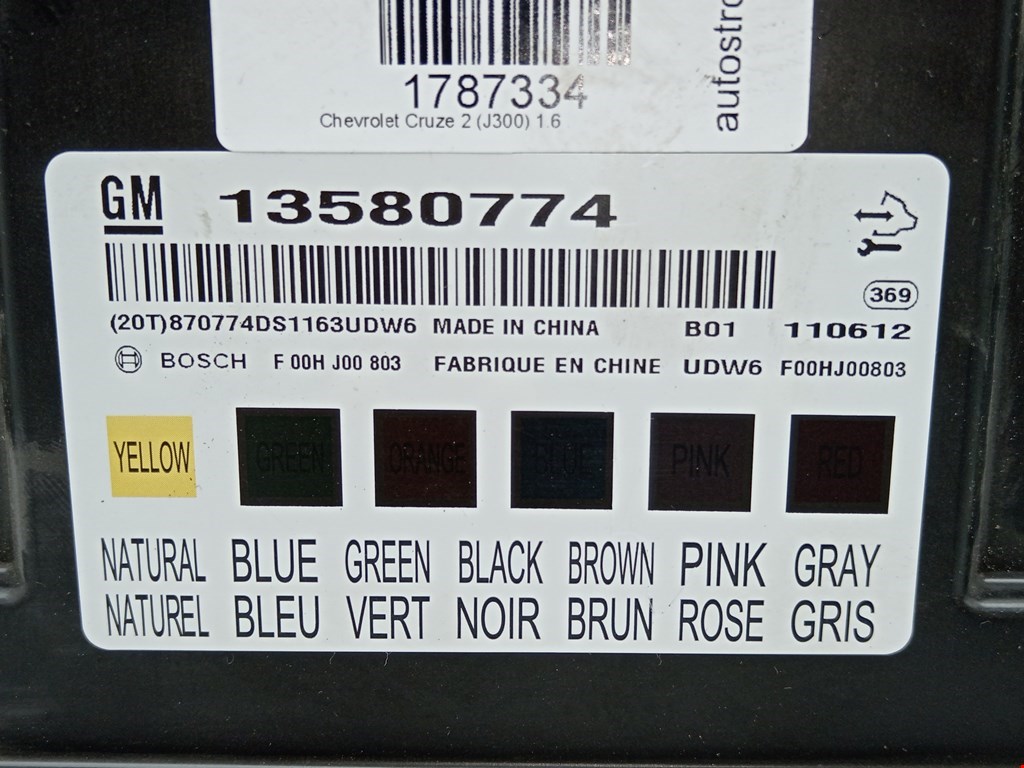 1787334
Chevrolet Cruze 2 (J300) 1.6
GM 13580774
369
(20T)870774DS1163UDW6 MADE IN CHINA B01 110612
BOSCH F 00H J00 803 FABRIQUE EN CHINE UDW6 F00HJ00803
YELLOW GREEN ORANGE BLUE PINK RED
NATURAL BLUE GREEN BLACK BROWN PINK GRAY
NATUREL BLEU VERT NOIR BRUN ROSE GRIS